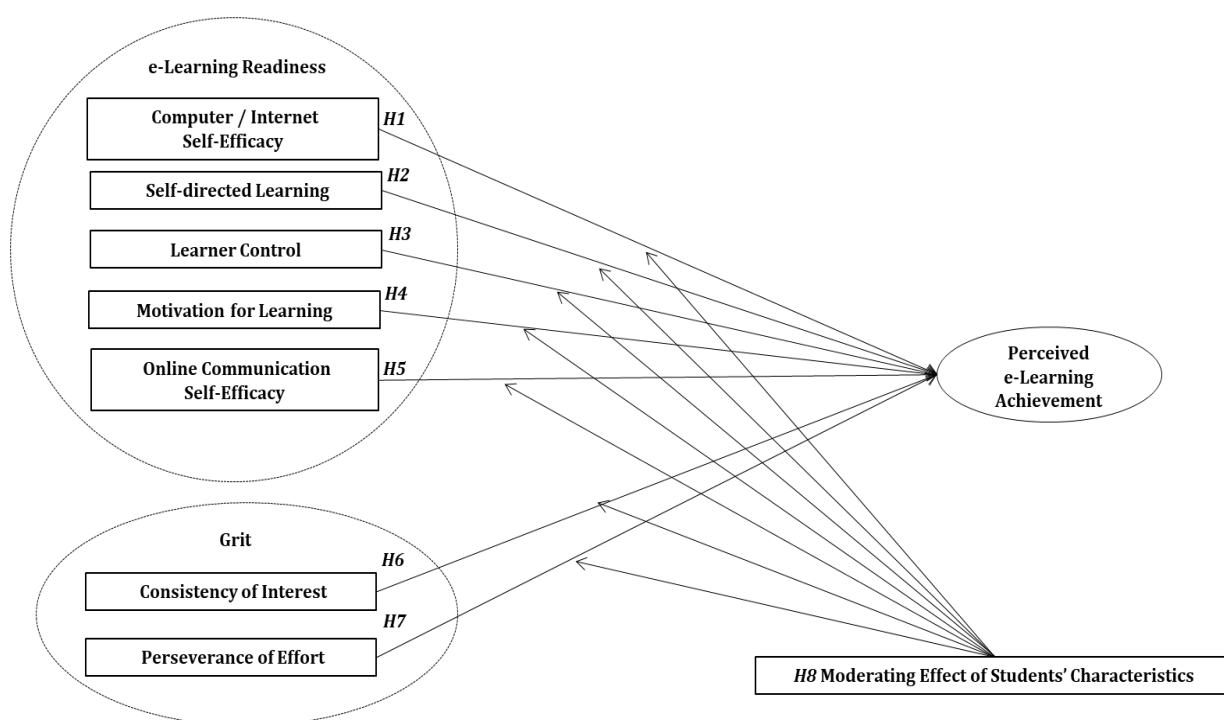 e-Learning Readiness
Computer / Internet
Self-Efficacy
H1
Self-directed Learning
H2
Learner Control
H3
Motivation for Learning
H4
Online Communication
Self-Efficacy
H5
Perceived
e-Learning
Achievement
Grit
Consistency of Interest
H6
Perseverance of Effort
H7
H8 Moderating Effect of Students' Characteristics